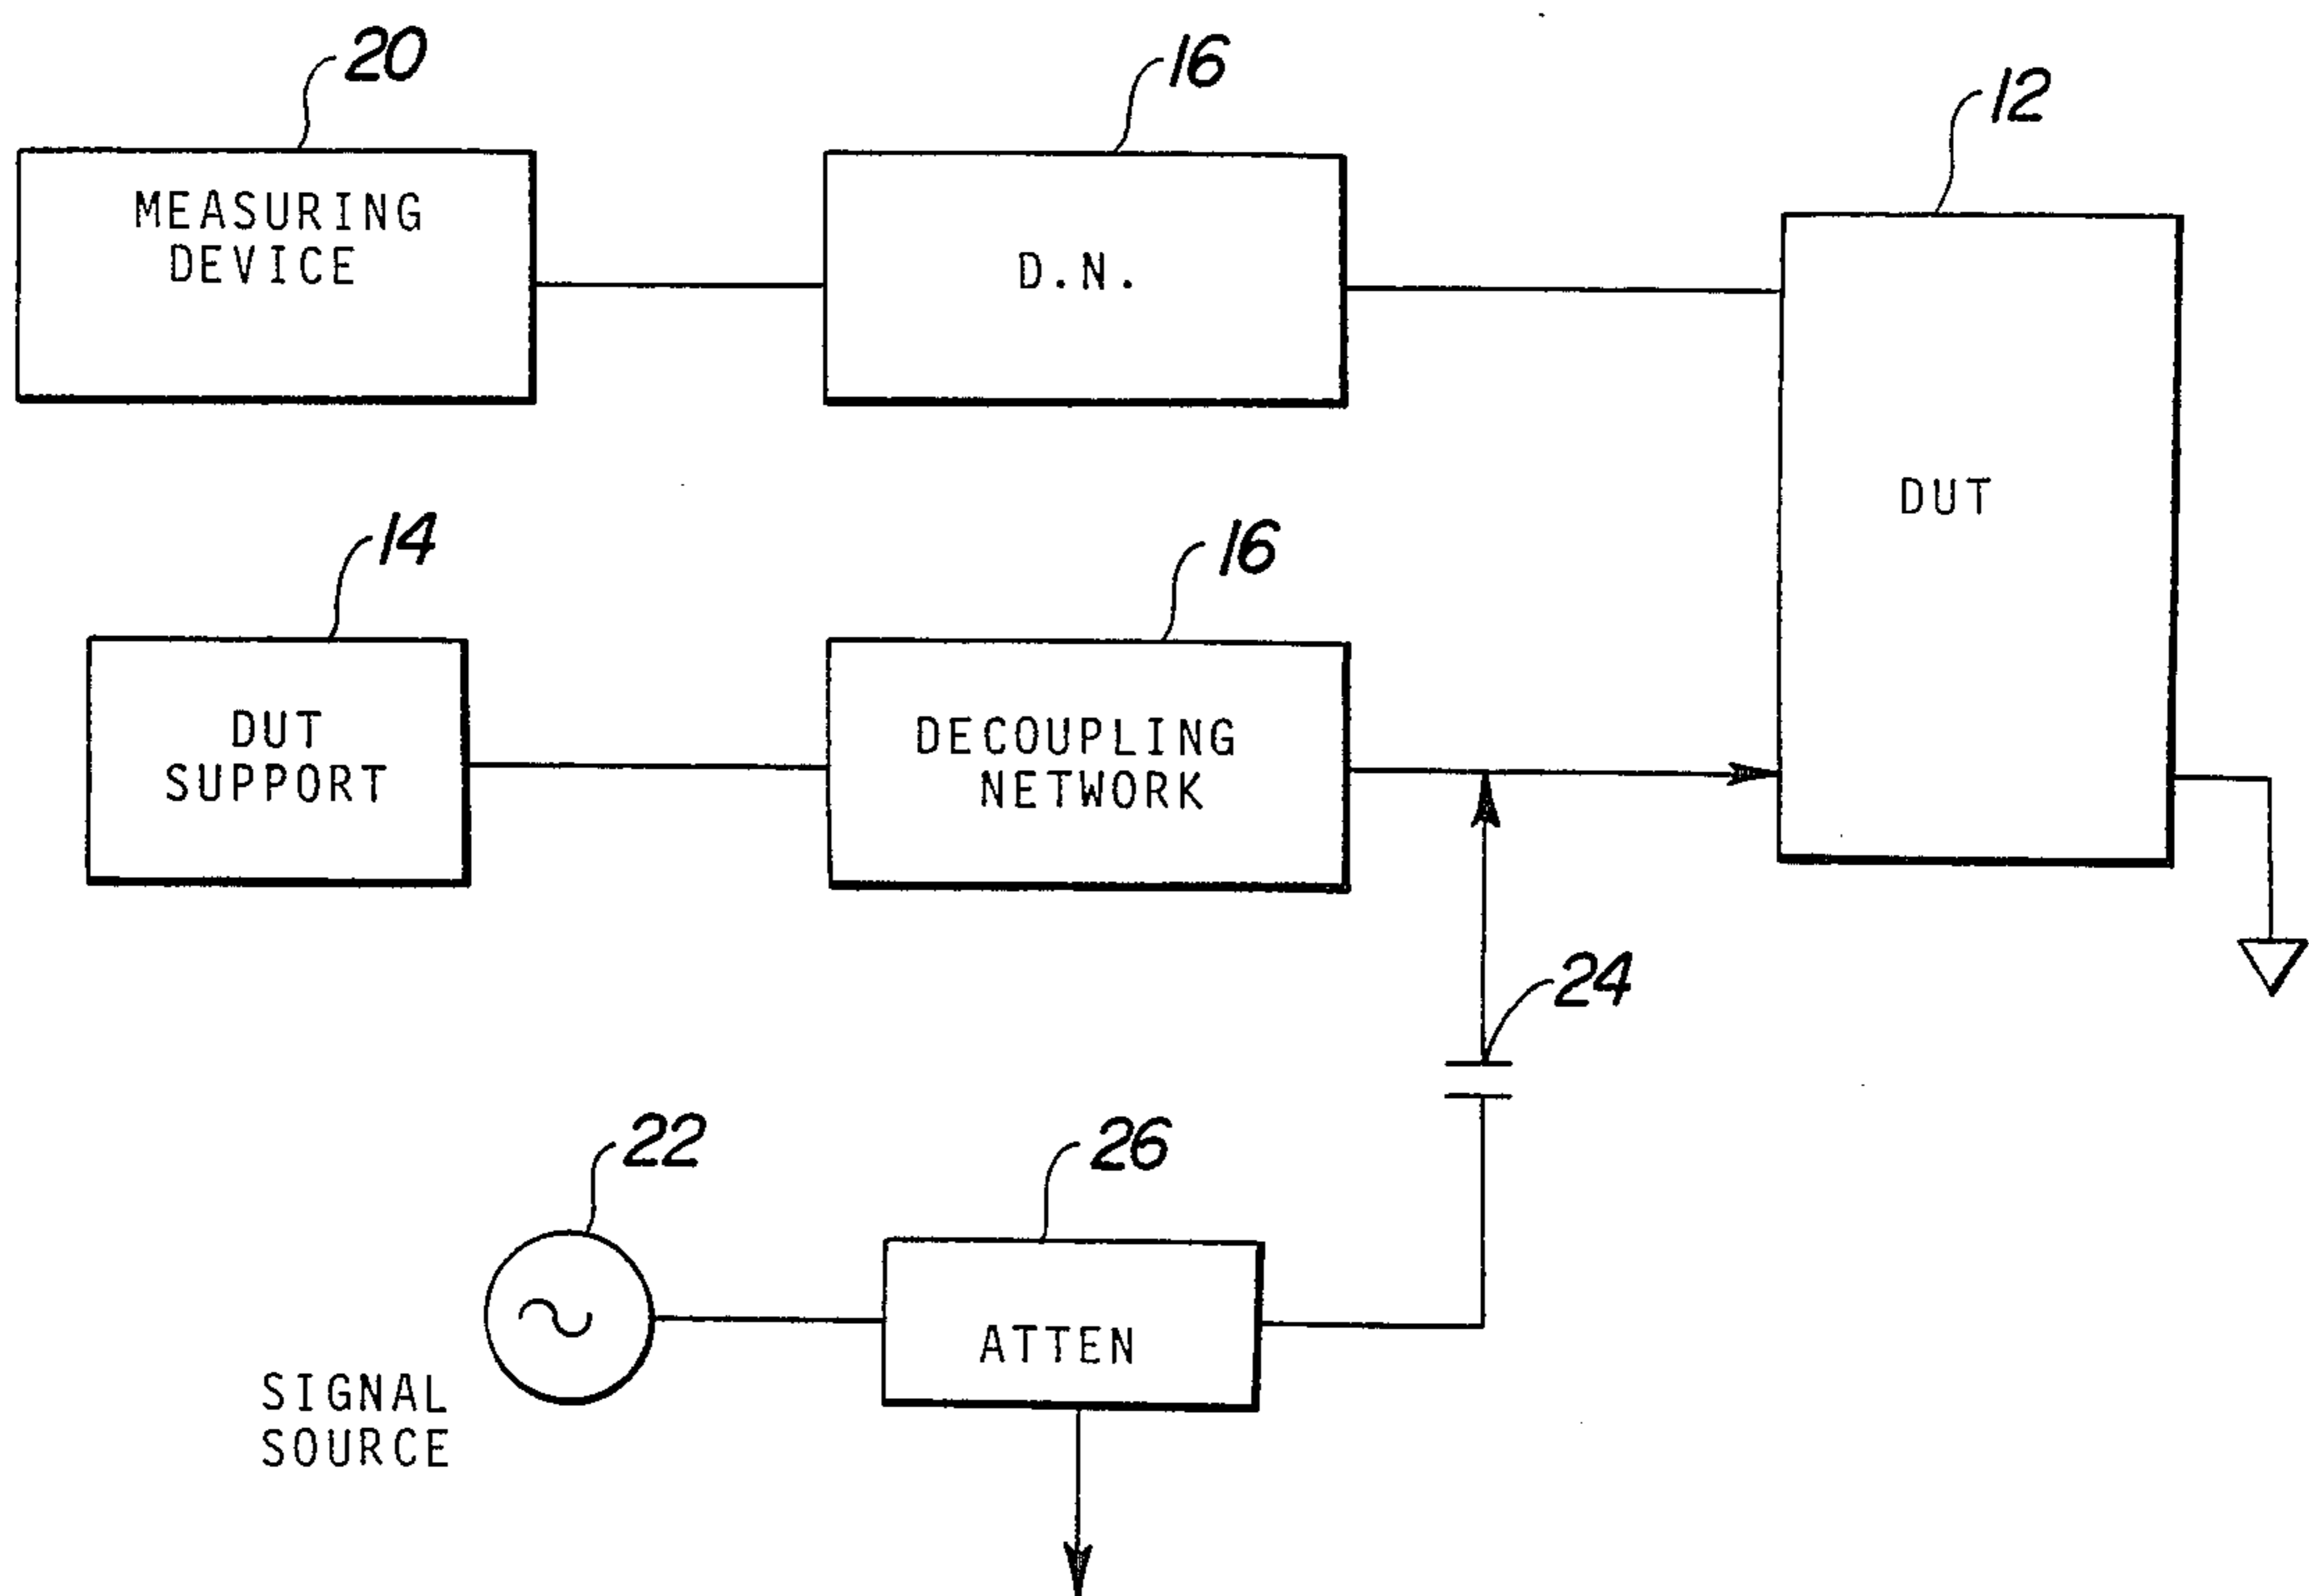 20
16
12
MEASURING
DEVICE
D.N.
DUT
14
16
DUT
SUPPORT
DECOUPLING
NETWORK
24
22
26
ATTEN
SIGNAL
SOURCE